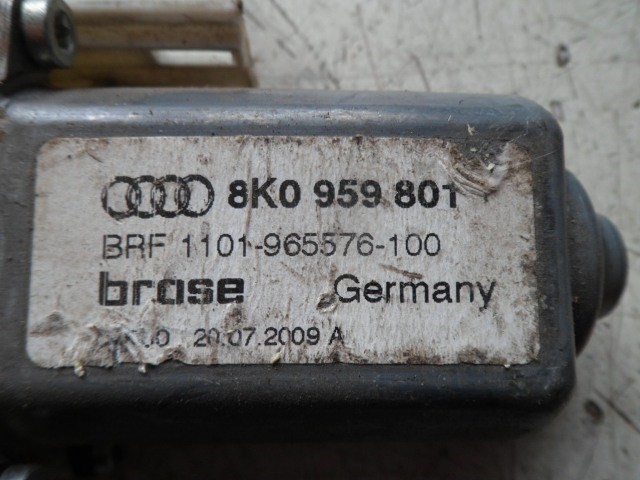 8K0 959 801
BRF 1101-965576-100
brose Germany
20.07.2009 A